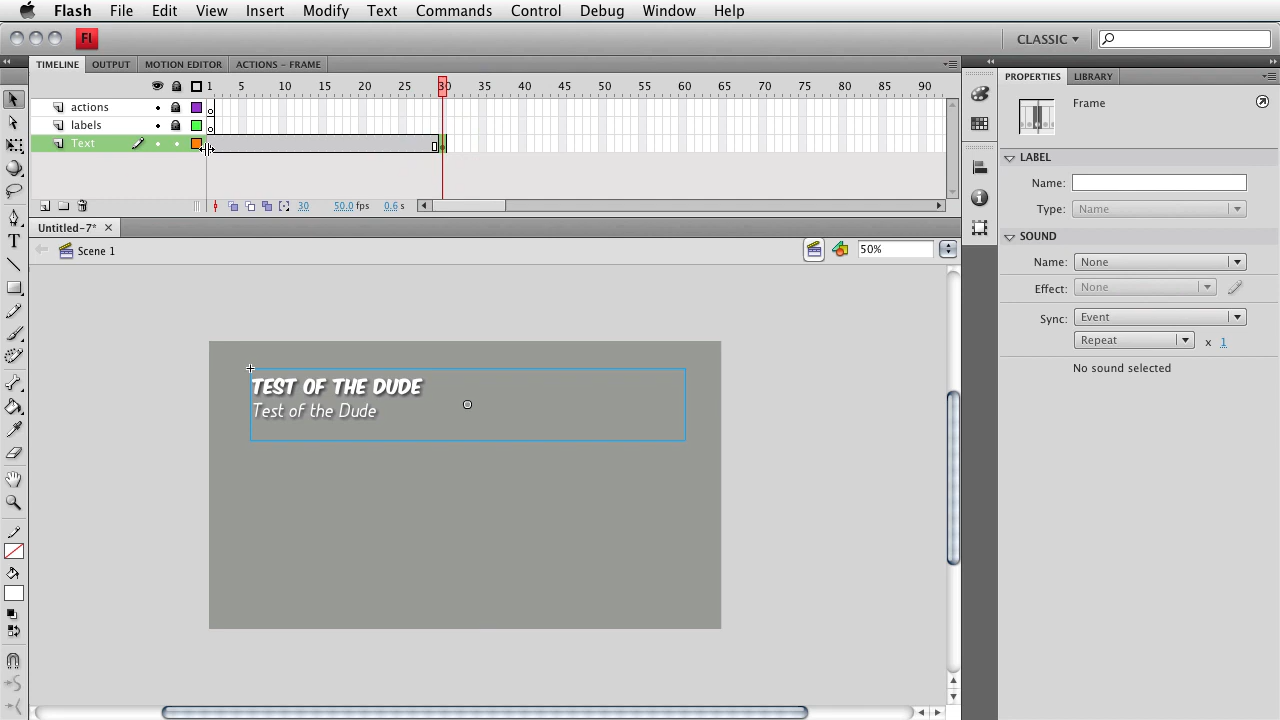 Flash File Edit View Insert Modify Text Commands Control Debug Window Help
Fl CLASSIC
TIMELINE OUTPUT MOTION EDITOR ACTIONS - FRAME
PROPERTIES LIBRARY
1 5 10 15 20 25 30 35 40 45 50 55 60 65 70 75 80 85 90
Frame
actions
labels
Text
LABEL
Name:
Type: Name
30 50.0 fps 0.6 s
Untitled-7*
SOUND
Scene 1
50%
Name: None
Effect: None
Sync: Event
Repeat x 1
No sound selected
TEST OF THE DUDE
Test of the Dude
T